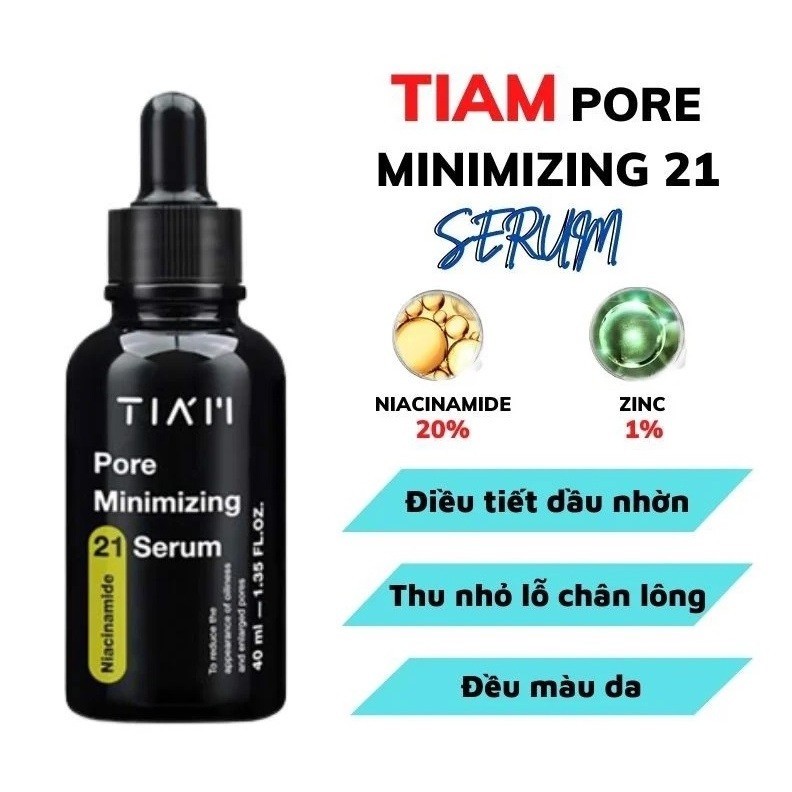 TIAM PORE
MINIMIZING 21
SERUM
NIACINAMIDE
20%
ZINC
1%
Điều tiết dầu nhờn
Thu nhỏ lỗ chân lông
Đều màu da
TIA'M
Pore
Minimizing
21 Serum
Niacinamide
To reduce the
appearance of oiliness
and enlarged pores
40 ml — 1.35 FL.OZ.